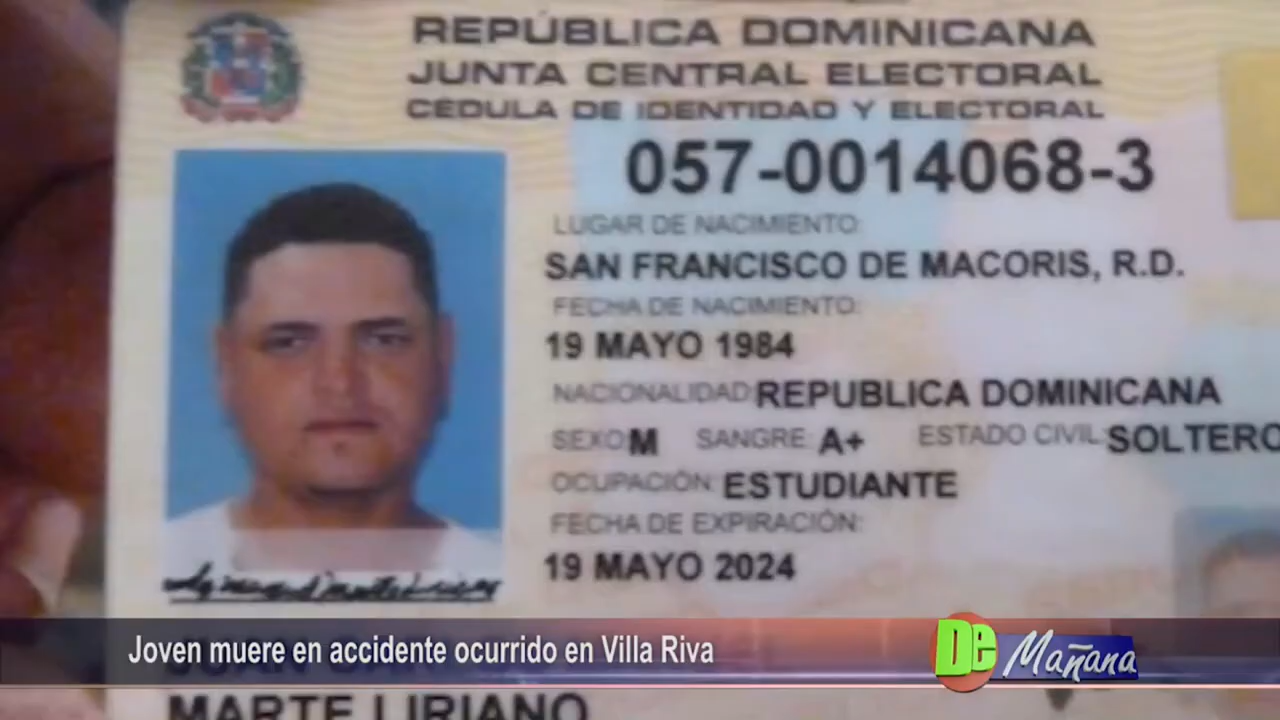 REPÚBLICA DOMINICANA
JUNTA CENTRAL ELECTORAL
CÉDULA DE IDENTIDAD Y ELECTORAL
057-0014068-3
LUGAR DE NACIMIENTO:
SAN FRANCISCO DE MACORIS, R.D.
FECHA DE NACIMIENTO:
19 MAYO 1984
NACIONALIDAD: REPUBLICA DOMINICANA
SEXO: M SANGRE: A+ ESTADO CIVIL: SOLTERO
OCUPACIÓN: ESTUDIANTE
FECHA DE EXPIRACIÓN:
19 MAYO 2024
Joven muere en accidente ocurrido en Villa Riva
De Mañana
MARTE LIRIANO